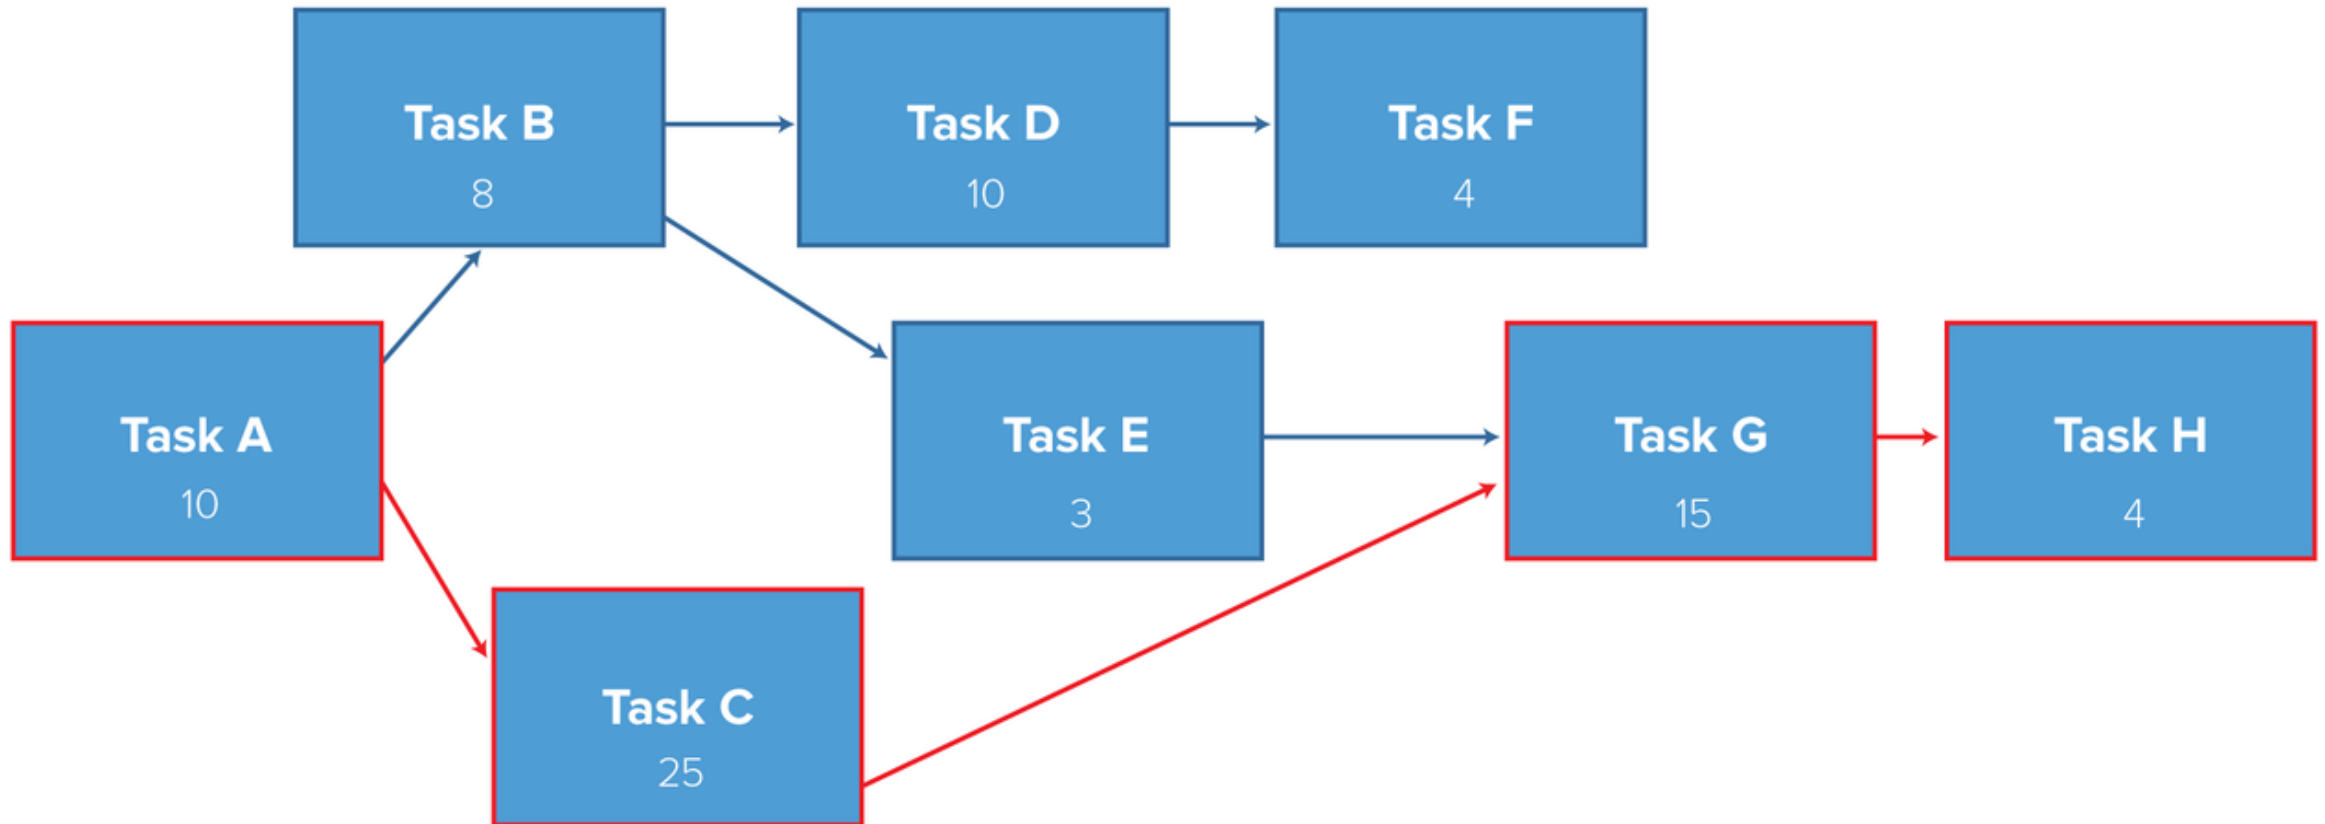 Task B
8
Task D
10
Task F
4
Task A
10
Task E
3
Task G
15
Task H
4
Task C
25